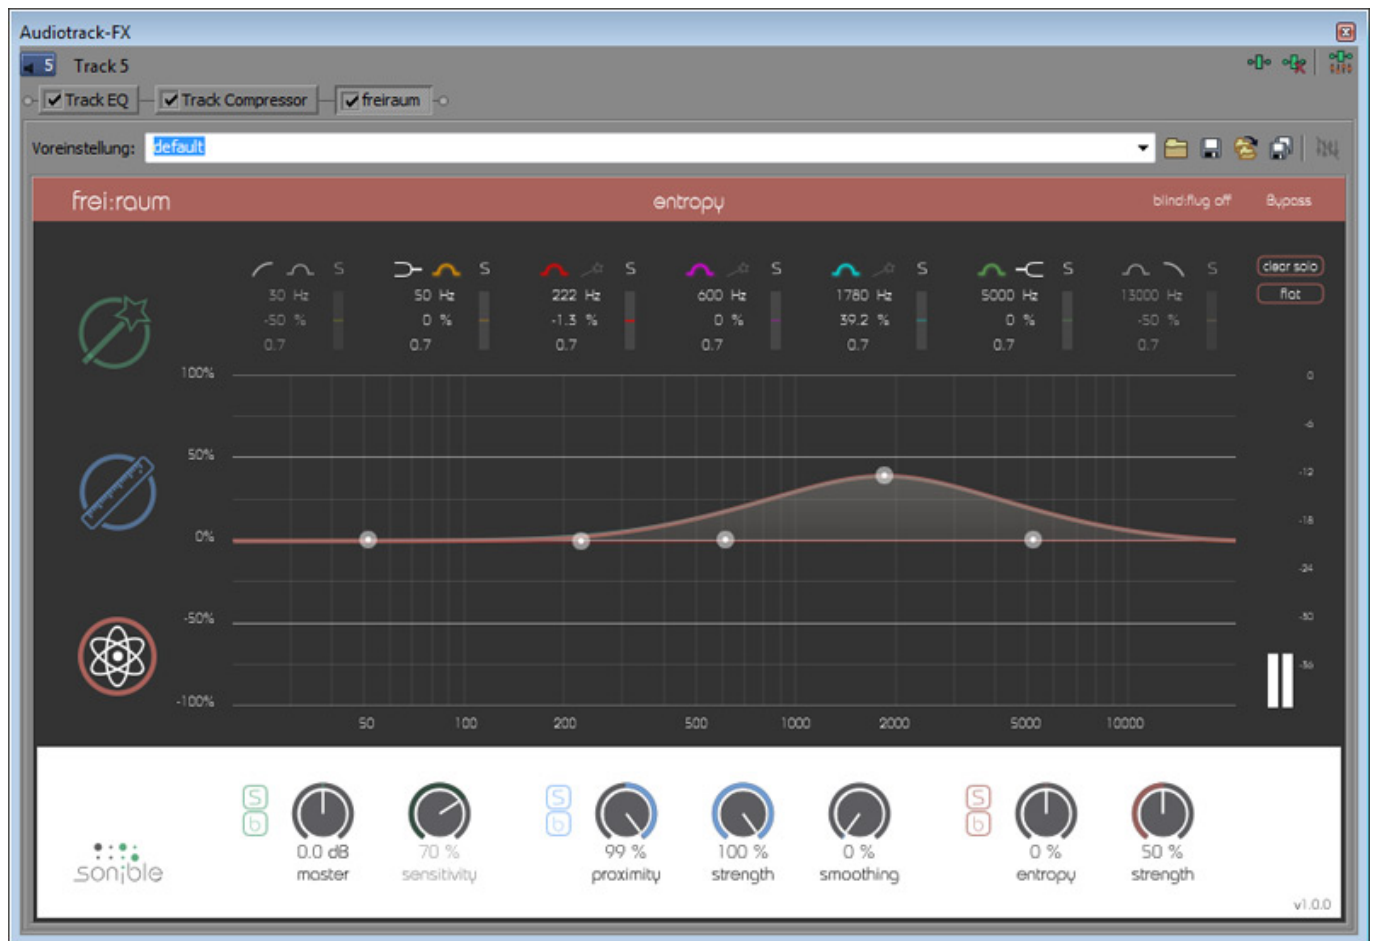 Audiotrack-FX
5 Track 5
Track EQ Track Compressor freiraum
Voreinstellung: default
frei:raum entropy blind:flug off Bypass
S S S S S S S clear solo
30 Hz 50 Hz 222 Hz 600 Hz 1780 Hz 5000 Hz 13000 Hz flat
-50 % 0 % -1.3 % 0 % 39.2 % 0 % -50 %
0.7 0.7 0.7 0.7 0.7 0.7 0.7
100% 0
-6
50% -12
-18
0%
-24
-50% -30
-36
-100%
50 100 200 500 1000 2000 5000 10000
S S S
b b b
0.0 dB 70 % 99 % 100 % 0 % 0 % 50 %
master sensitivity proximity strength smoothing entropy strength
sonible
v1.0.0